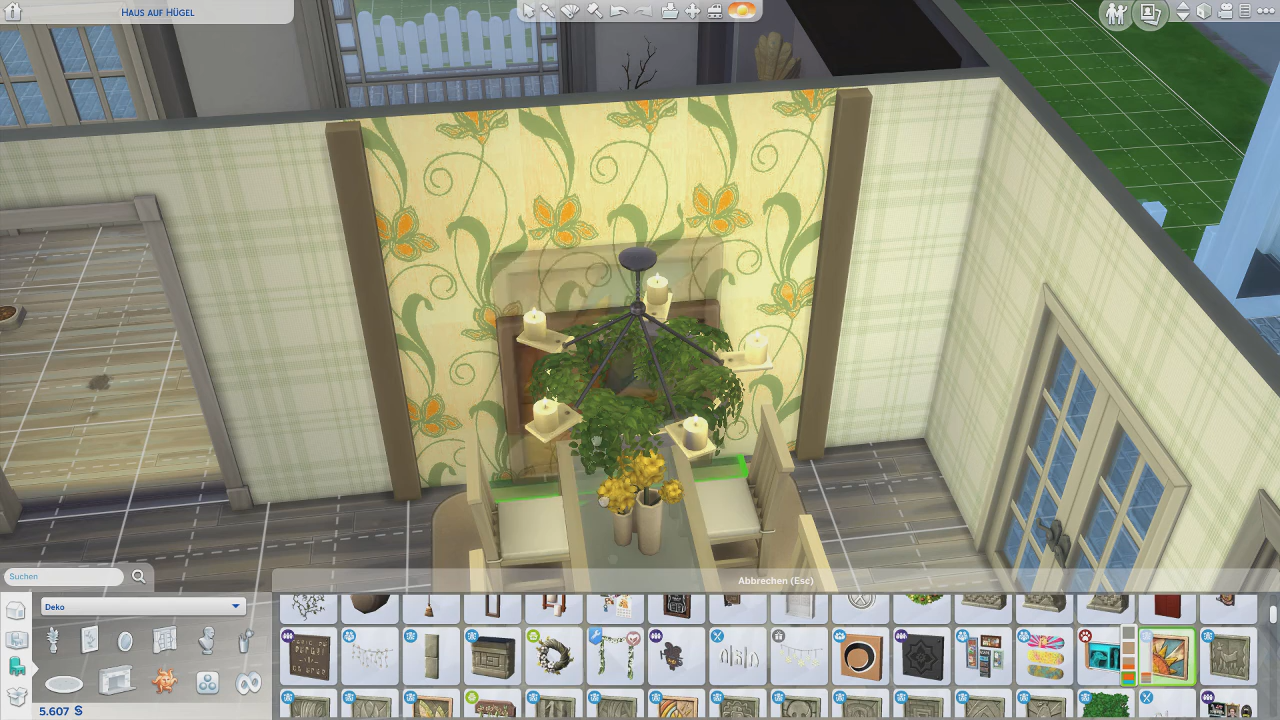 HAUS AUF HÜGEL
Abbrechen (Esc)
Suchen
Deko
5.607 $